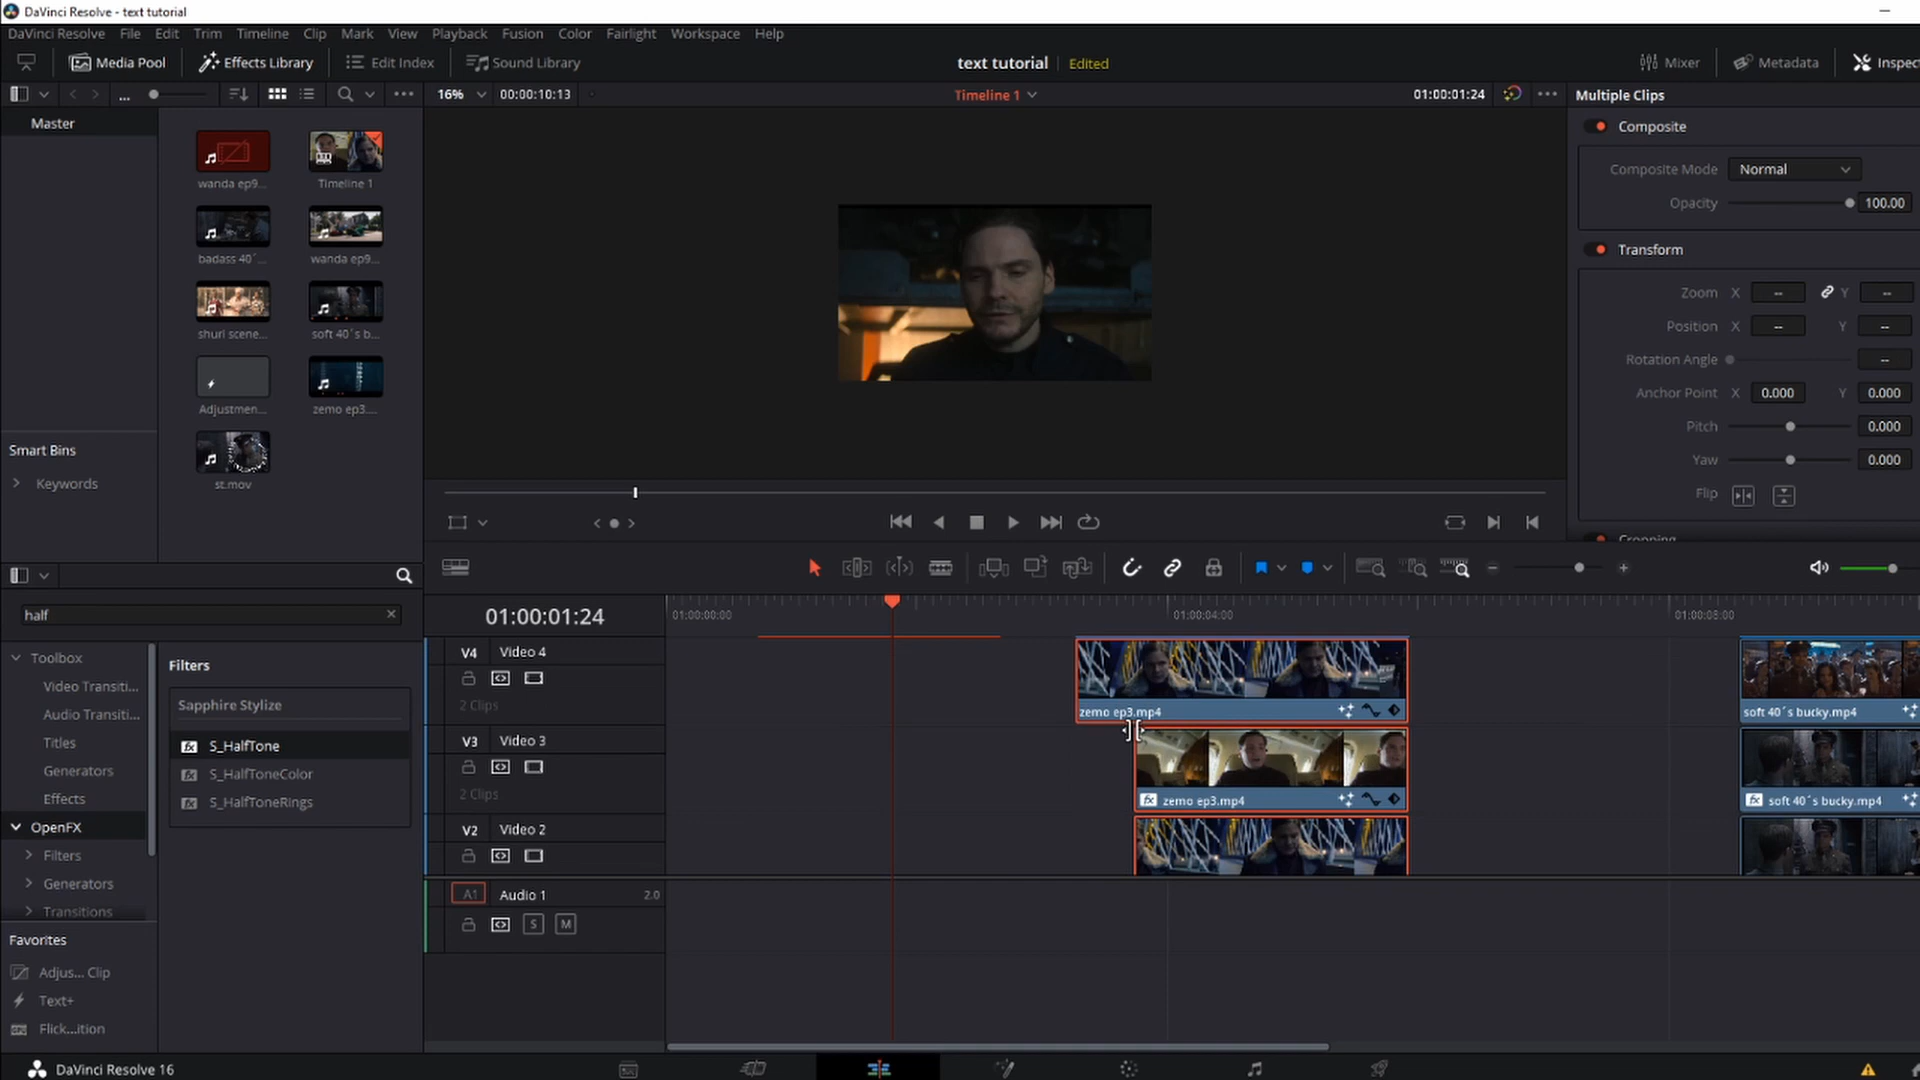 DaVinci Resolve - text tutorial
DaVinci Resolve File Edit Trim Timeline Clip Mark View Playback Fusion Color Fairlight Workspace Help
Media Pool Effects Library Edit Index Sound Library text tutorial Edited Mixer Metadata Inspec
... 16% 00:00:10:13 Timeline 1 01:00:01:24 Multiple Clips
Master
Composite
Composite Mode Normal
Opacity 100.00
Transform
Zoom X -- Y --
Position X -- Y --
Rotation Angle --
Anchor Point X 0.000 Y 0.000
Pitch 0.000
Yaw 0.000
Flip
Cropping
wanda ep9... Timeline 1
badass 40´... wanda ep9...
shuri scene... soft 40´s b...
Adjustmen... zemo ep3....
st.mov
Smart Bins
Keywords
half
Toolbox
Video Transiti...
Audio Transiti...
Titles
Generators
Effects
OpenFX
Filters
Generators
Transitions
Favorites
Adjus... Clip
Text+
Flick...ition
Filters
Sapphire Stylize
fx S_HalfTone
fx S_HalfToneColor
fx S_HalfToneRings
01:00:01:24 01:00:00:00 01:00:04:00 01:00:08:00
V4 Video 4
2 Clips
zemo ep3.mp4 soft 40´s bucky.mp4
V3 Video 3
2 Clips
fx zemo ep3.mp4 fx soft 40´s bucky.mp4
V2 Video 2
A1 Audio 1 2.0
S M
DaVinci Resolve 16